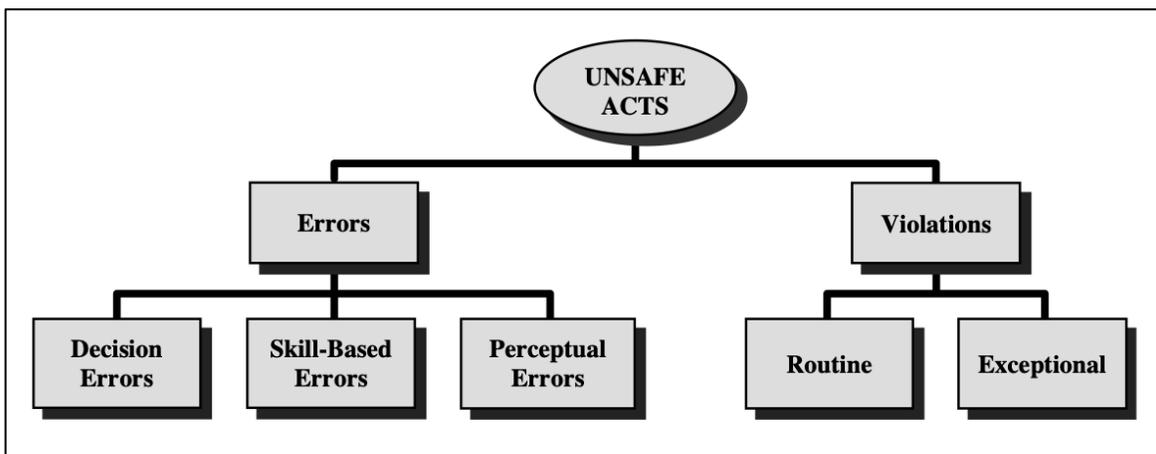 UNSAFE
ACTS
Errors
Violations
Decision
Errors
Skill-Based
Errors
Perceptual
Errors
Routine
Exceptional